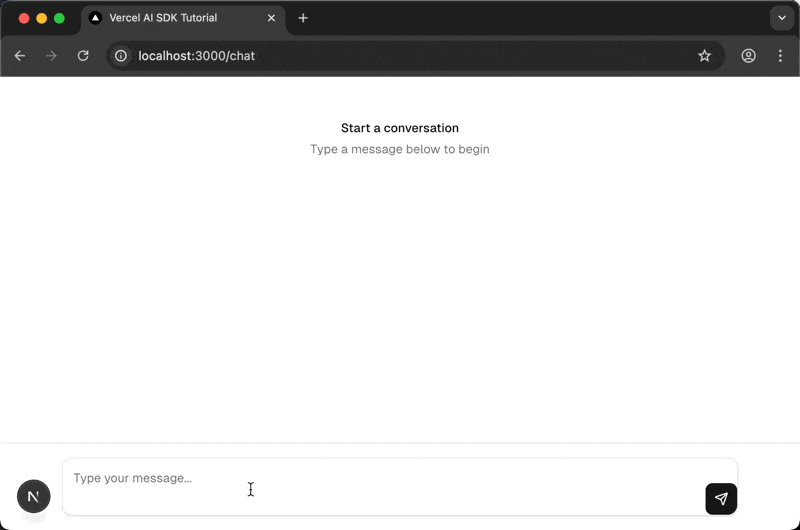 Vercel AI SDK Tutorial
localhost:3000/chat
Start a conversation
Type a message below to begin
Type your message...
N